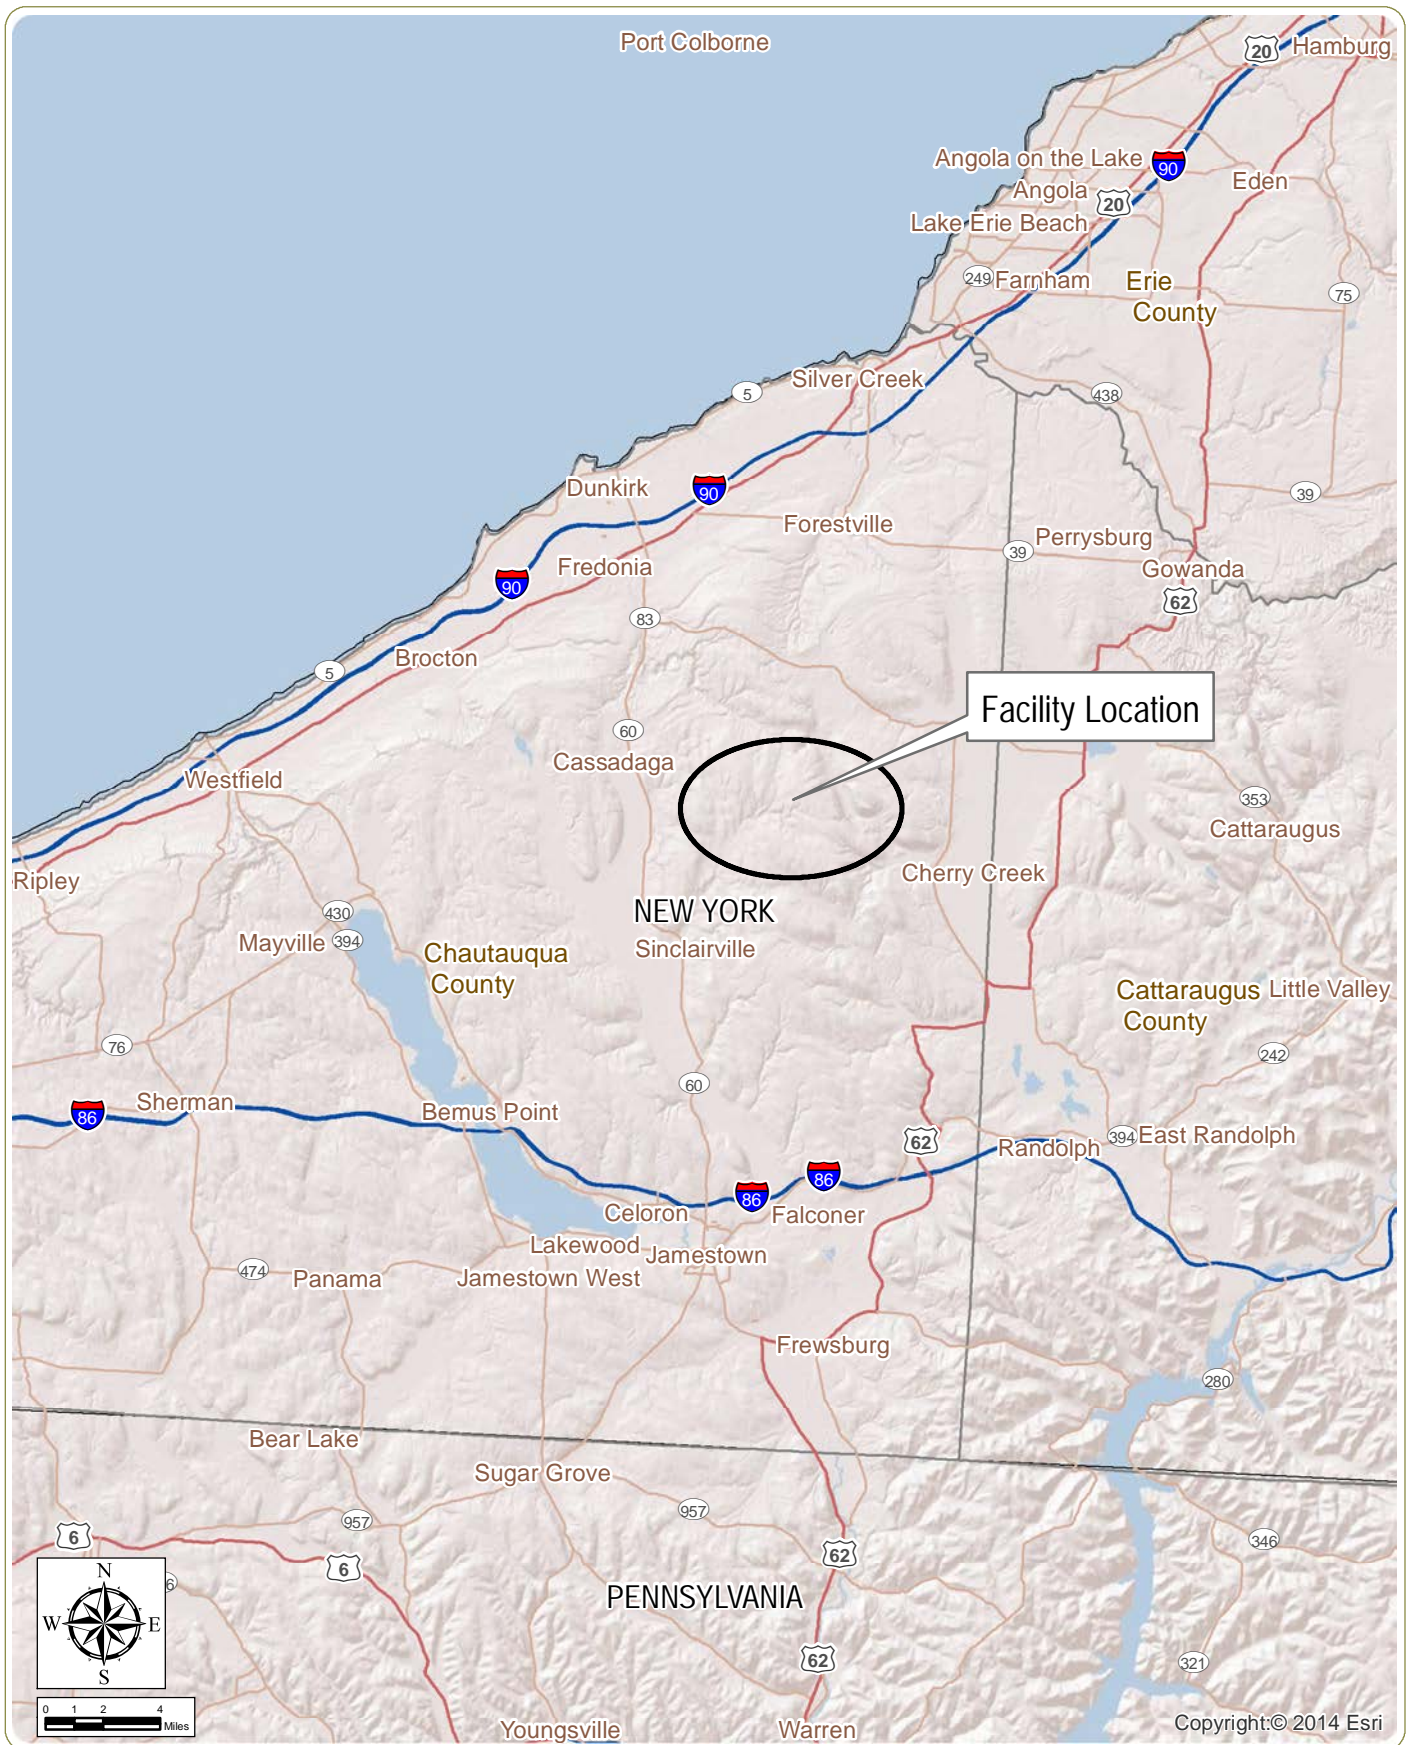 Port Colborne
20
Hamburg
Angola on the Lake
90
Angola
20
Eden
Lake Erie Beach
249
Farnham
Erie
County
75
Silver Creek
5
438
Dunkirk
90
39
Forestville
39
Perrysburg
Gowanda
Fredonia
90
62
83
5
Brocton
Facility Location
60
Cassadaga
Westfield
353
Cattaraugus
Ripley
Cherry Creek
430
NEW YORK
Mayville
394
Chautauqua
County
Sinclairville
Cattaraugus
County
Little Valley
76
242
60
86
Sherman
Bemus Point
62
394
East Randolph
Randolph
86
86
Celoron
Falconer
Lakewood
Jamestown
474
Panama
Jamestown West
Frewsburg
280
Bear Lake
Sugar Grove
957
957
6
6
62
346
N
W
E
S
6
PENNSYLVANIA
62
321
0 1 2 4
Miles
Youngsville
Warren
Copyright:© 2014 Esri